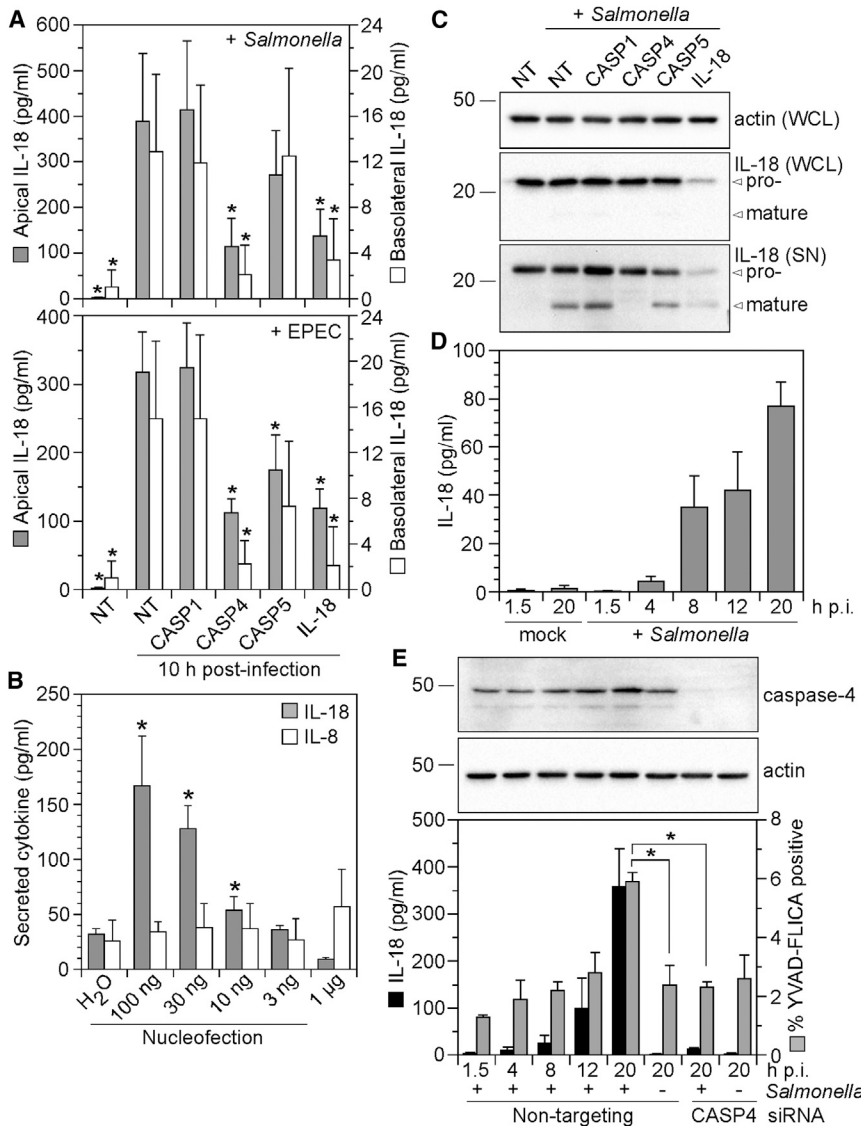 A
+ Salmonella
600
500
400
300
200
100
0
24
20
16
12
8
4
0
Apical IL-18 (pg/ml)
Basolateral IL-18 (pg/ml)
* * * * * *
+ EPEC
400
300
200
100
0
24
20
16
12
8
4
0
Apical IL-18 (pg/ml)
Basolateral IL-18 (pg/ml)
* * * * * * *
NT NT CASP1 CASP4 CASP5 IL-18
10 h post-infection
B
250
200
150
100
50
0
Secreted cytokine (pg/ml)
IL-18
IL-8
* * *
H2O 100 ng 30 ng 10 ng 3 ng 1 µg
Nucleofection
C
+ Salmonella
NT NT CASP1 CASP4 CASP5 IL-18
50
actin (WCL)
IL-18 (WCL)
20
pro-
mature
IL-18 (SN)
20
pro-
mature
D
100
80
60
40
20
0
IL-18 (pg/ml)
1.5 20 1.5 4 8 12 20 h p.i.
mock + Salmonella
E
50
caspase-4
50
actin
500
400
300
200
100
0
8
6
4
2
0
IL-18 (pg/ml)
% YVAD-FLICA positive
* *
1.5 4 8 12 20 20 20 20 h p.i.
+ + + + + - + - Salmonella
Non-targeting CASP4 siRNA